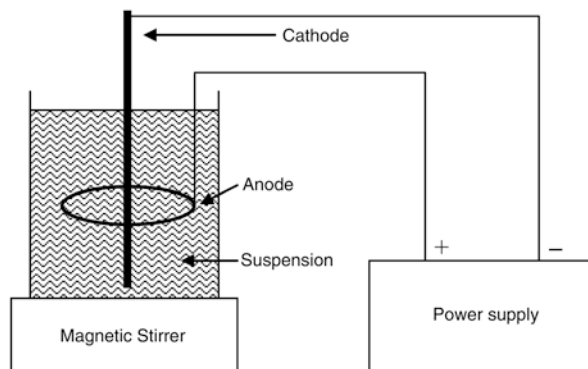 Cathode
Anode
+
−
Suspension
Magnetic Stirrer
Power supply